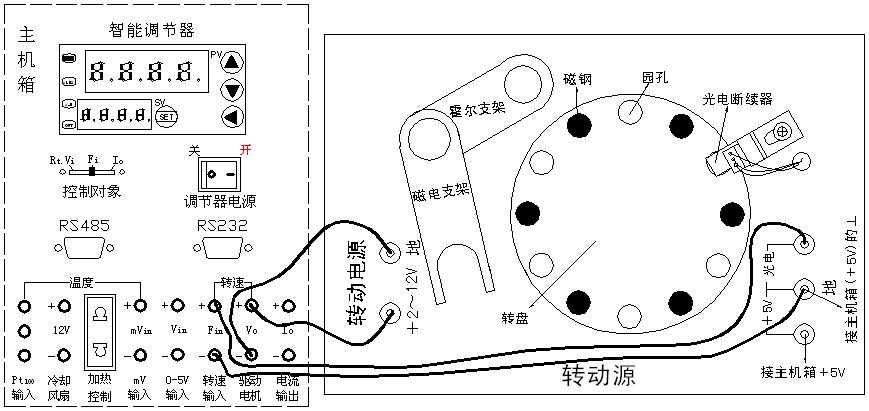 主机箱
智能调节器
PV
8.8.8.8.
SV
8.8.8.8.
SET
关
开
Rt.Vi
Fi
Io
控制对象
调节器电源
RS485
RS232
温度
转速
+
12V
+
mVin
+
Vin
+
Fin
+
Vo
+
Io
-
-
-
-
-
-
Pt100
输入
冷却
风扇
加热
控制
mV
输入
0-5V
输入
转速
输入
驱动
电机
电流
输出
转动电源
地
+2～12V
霍尔支架
磁电支架
磁钢
园孔
光电断续器
转盘
转动源
光电
+5V
地
接主机箱(+5V)的⊥
接主机箱+5V